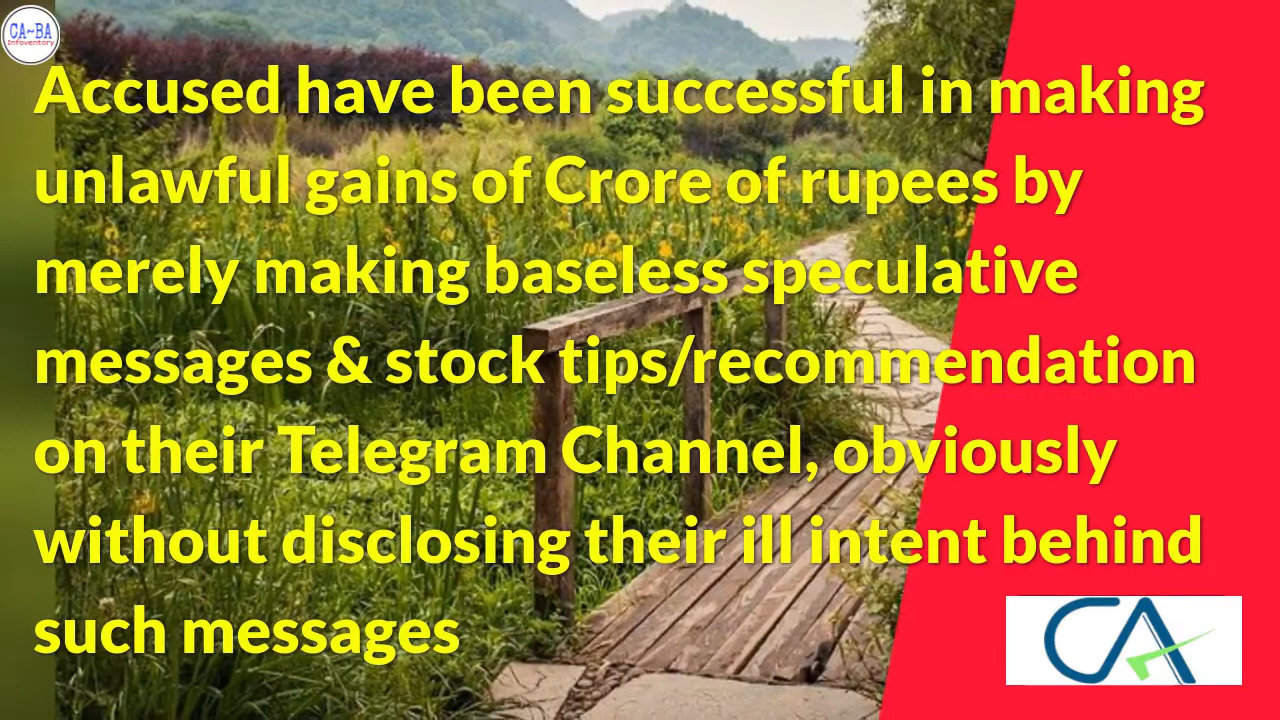 CA~BA
Infoventory
Accused have been successful in making
unlawful gains of Crore of rupees by
merely making baseless speculative
messages & stock tips/recommendation
on their Telegram Channel, obviously
without disclosing their ill intent behind
such messages
CA